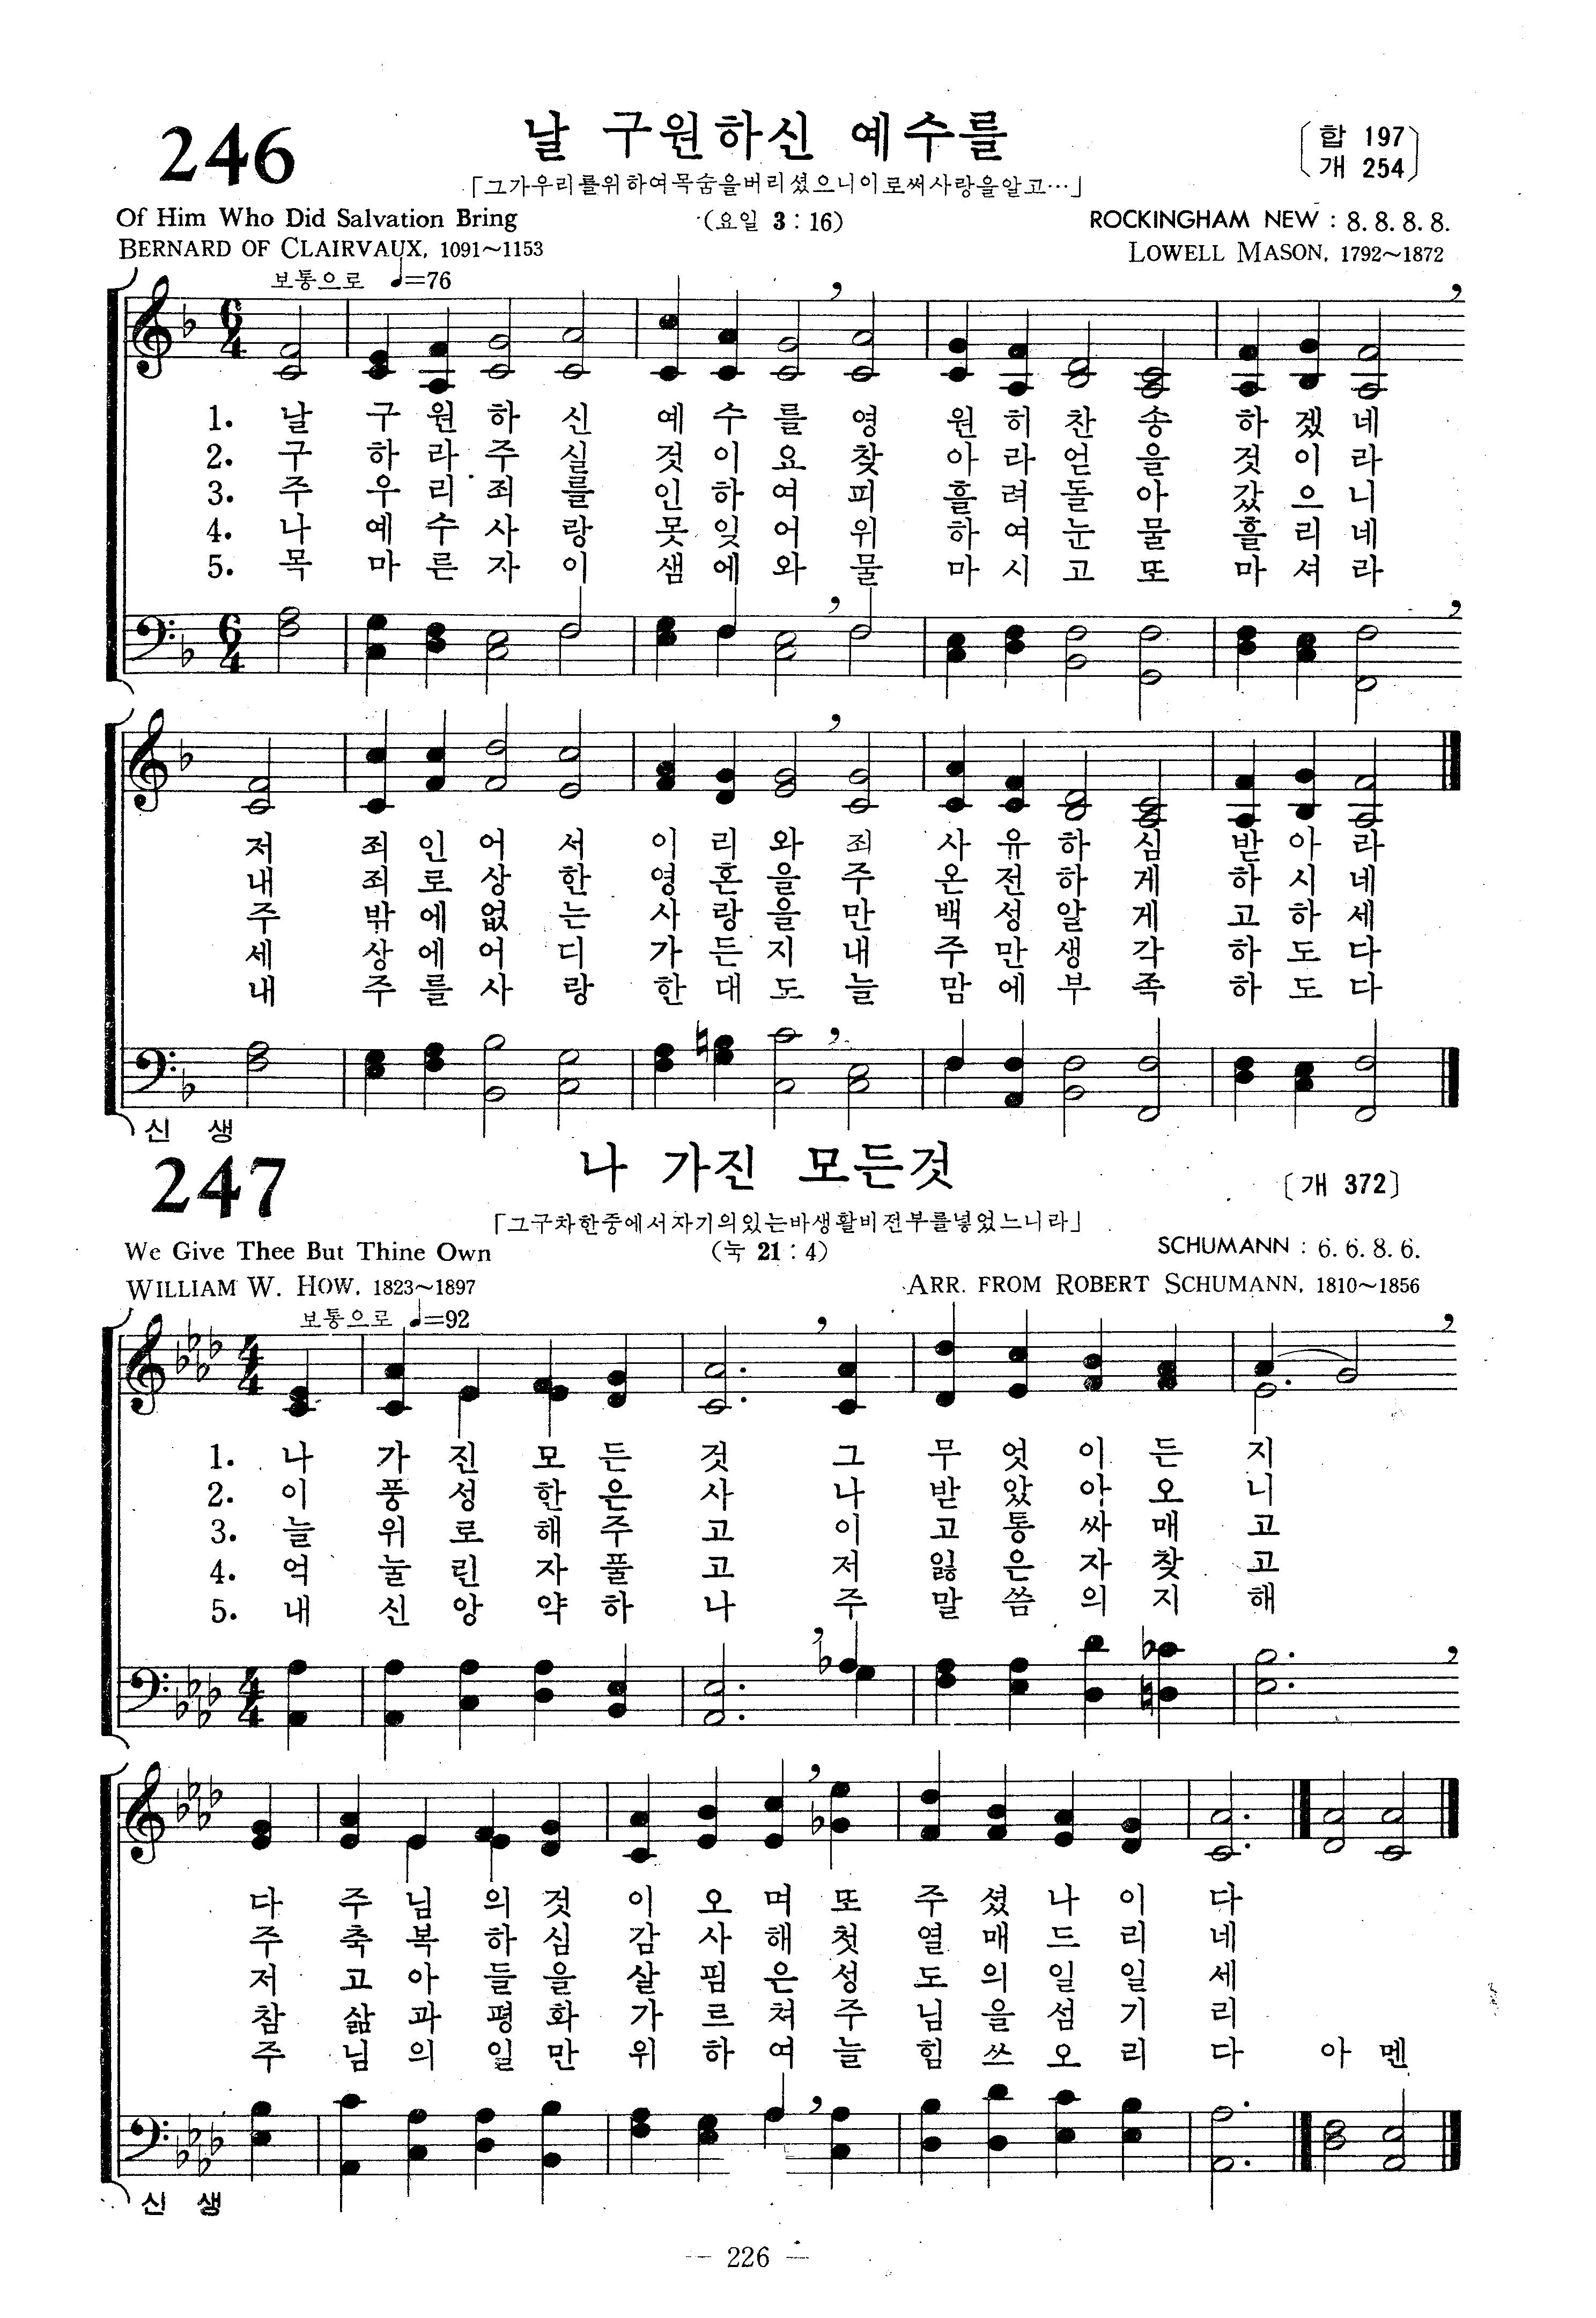 246
날 구원하신 예수를
〔합 197
개 254〕
「그가우리를위하여목숨을버리셨으니이로써사랑을알고…」
Of Him Who Did Salvation Bring
(요일 3 : 16)
ROCKINGHAM NEW : 8. 8. 8. 8.
BERNARD OF CLAIRVAUX, 1091~1153
LOWELL MASON, 1792~1872
보통으로 ♩=76
1. 날 구 원 하 신 예 수 를 영 원 히 찬 송 하 겠 네
2. 구 하 라 주 실 것 이 요 찾 아 라 얻 을 것 이 라
3. 주 우 리 죄 를 인 하 여 피 흘 려 돌 아 갔 으 니
4. 나 예 수 사 랑 못 잊 어 위 하 여 눈 물 흘 리 네
5. 목 마 른 자 이 샘 에 와 물 마 시 고 또 마 셔 라
저 죄 인 어 서 이 리 와 죄 사 유 하 심 받 아 라
내 죄 로 상 한 영 혼 을 주 온 전 하 게 하 시 네
주 밖 에 없 는 사 랑 을 만 백 성 알 게 고 하 세
세 상 에 어 디 가 든 지 내 주 만 생 각 하 도 다
내 주 를 사 랑 한 대 도 늘 맘 에 부 족 하 도 다
신 생
247
나 가진 모든것
〔개 372〕
「그구차한중에서자기의있는바생활비전부를넣었느니라」
We Give Thee But Thine Own
(눅 21 : 4)
SCHUMANN : 6. 6. 8. 6.
WILLIAM W. HOW, 1823~1897
ARR. FROM ROBERT SCHUMANN, 1810~1856
보통으로 ♩=92
1. 나 가 진 모 든 것 그 무 엇 이 든 지
2. 이 풍 성 한 은 사 나 받 았 아 오 니
3. 늘 위 로 해 주 고 이 고 통 싸 매 고
4. 억 눌 린 자 풀 고 저 잃 은 자 찾 고
5. 내 신 앙 약 하 나 주 말 씀 의 지 해
다 주 님 의 것 이 오 며 또 주 셨 나 이 다
주 축 복 하 심 감 사 해 첫 열 매 드 리 네
저 고 아 들 을 살 핌 은 성 도 의 일 일 세
참 삶 과 평 화 가 르 쳐 주 님 을 섬 기 리
주 님 의 일 만 위 하 여 늘 힘 쓰 오 리 다 아 멘
신 생
— 226 —